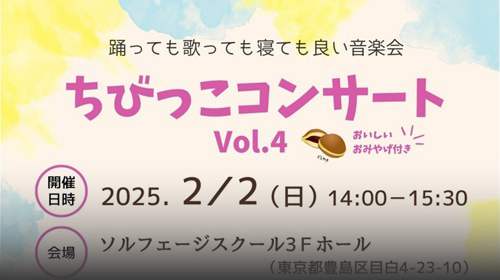 踊っても歌っても寝ても良い音楽会
ちびっこコンサート
Vol.4
おいしい
おみやげ付き
開催
日時
2025. 2/2（日）14:00－15:30
会場
ソルフェージスクール3Ｆホール
（東京都豊島区目白4-23-10）